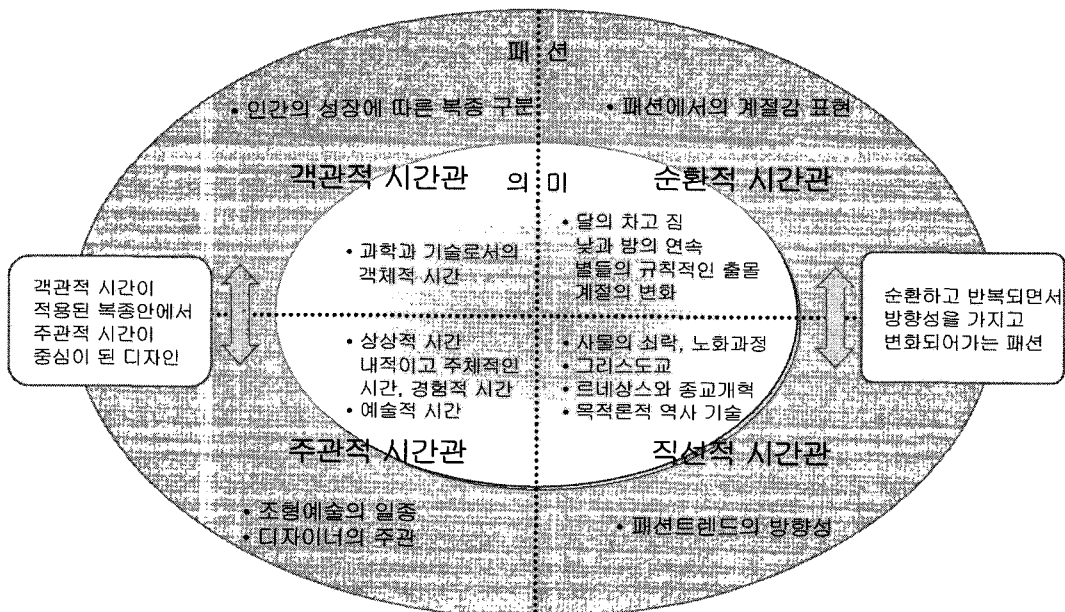 패 션
• 인간의 성장에 따른 복종 구분
• 패션에서의 계절감 표현
객관적 시간관
의 미
순환적 시간관
• 과학과 기술로서의
객체적 시간
• 달의 차고 짐
낮과 방의 연속
별들의 규칙적인 출몰
계절의 변화
객관적 시간이
적용된 복종안에서
주관적 시간이
중심이 된 디자인
순환하고 반복되면서
방향성을 가지고
변화되어가는 패션
• 상상적 시간
내적이고 주체적인
시간, 경험적 시간
• 예술적 시간
• 사물의 쇠락, 노화과정
• 그리스도교
• 르네상스와 종교개혁
• 목적론적 역사 기술
주관적 시간관
직선적 시간관
• 조형예술의 일종
• 디자이너의 주관
• 패션트렌드의 방향성